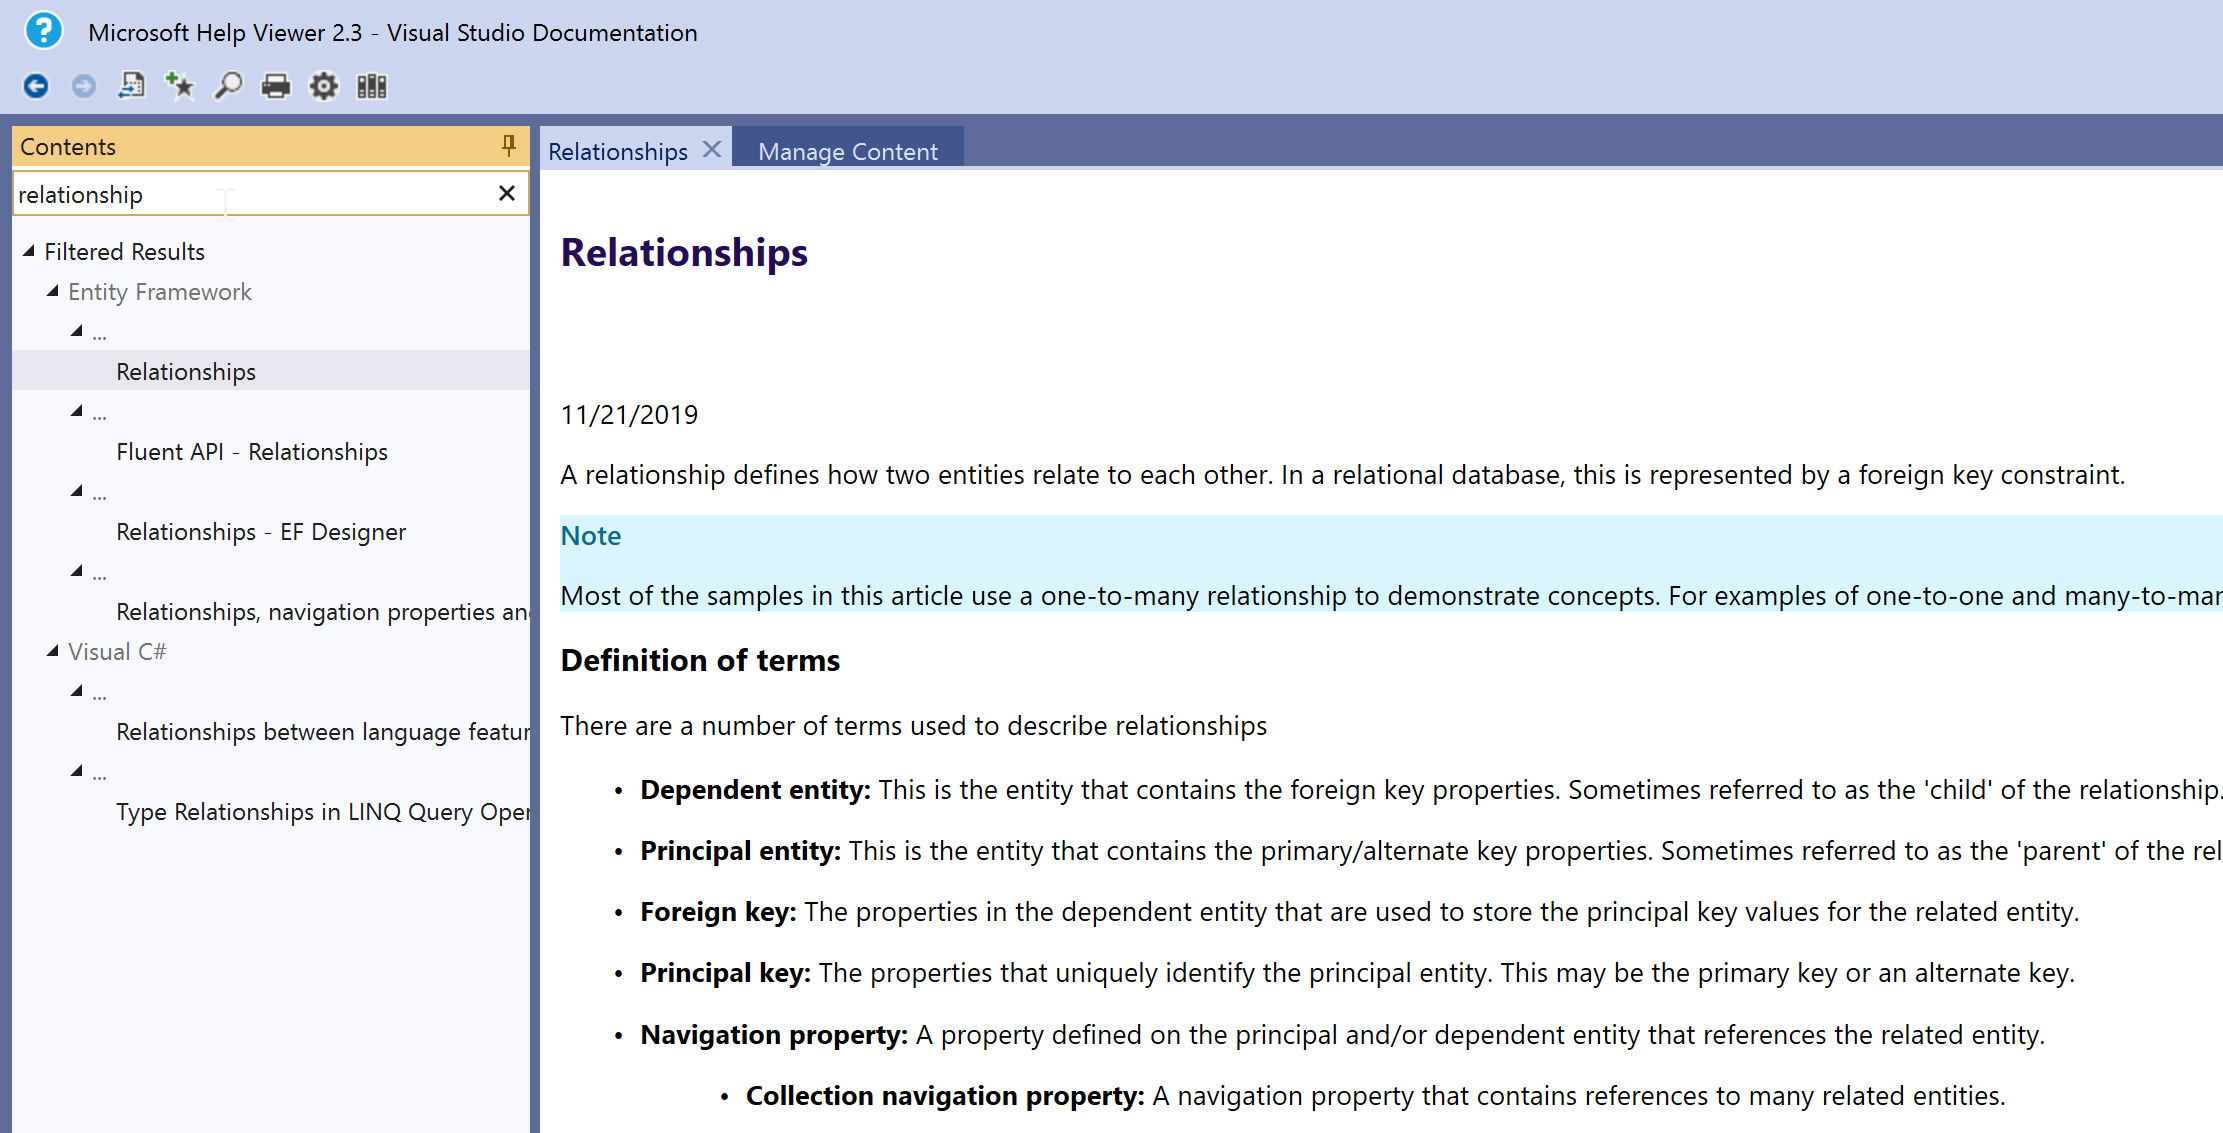 Microsoft Help Viewer 2.3 - Visual Studio Documentation
Contents
relationship
Filtered Results
Entity Framework
...
Relationships
...
Fluent API - Relationships
...
Relationships - EF Designer
...
Relationships, navigation properties an
Visual C#
...
Relationships between language featur
...
Type Relationships in LINQ Query Oper
Relationships
Manage Content
Relationships
11/21/2019
A relationship defines how two entities relate to each other. In a relational database, this is represented by a foreign key constraint.
Note
Most of the samples in this article use a one-to-many relationship to demonstrate concepts. For examples of one-to-one and many-to-mar
Definition of terms
There are a number of terms used to describe relationships
• Dependent entity: This is the entity that contains the foreign key properties. Sometimes referred to as the 'child' of the relationship.
• Principal entity: This is the entity that contains the primary/alternate key properties. Sometimes referred to as the 'parent' of the rel
• Foreign key: The properties in the dependent entity that are used to store the principal key values for the related entity.
• Principal key: The properties that uniquely identify the principal entity. This may be the primary key or an alternate key.
• Navigation property: A property defined on the principal and/or dependent entity that references the related entity.
• Collection navigation property: A navigation property that contains references to many related entities.